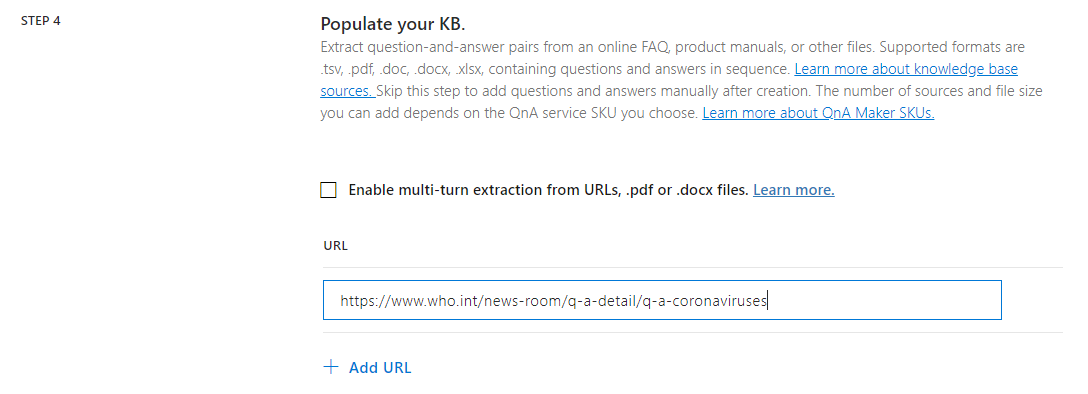 STEP 4
Populate your KB.
Extract question-and-answer pairs from an online FAQ, product manuals, or other files. Supported formats are
.tsv, .pdf, .doc, .docx, .xlsx, containing questions and answers in sequence. Learn more about knowledge base
sources. Skip this step to add questions and answers manually after creation. The number of sources and file size
you can add depends on the QnA service SKU you choose. Learn more about QnA Maker SKUs.
Enable multi-turn extraction from URLs, .pdf or .docx files. Learn more.
URL
https://www.who.int/news-room/q-a-detail/q-a-coronaviruses
+ Add URL